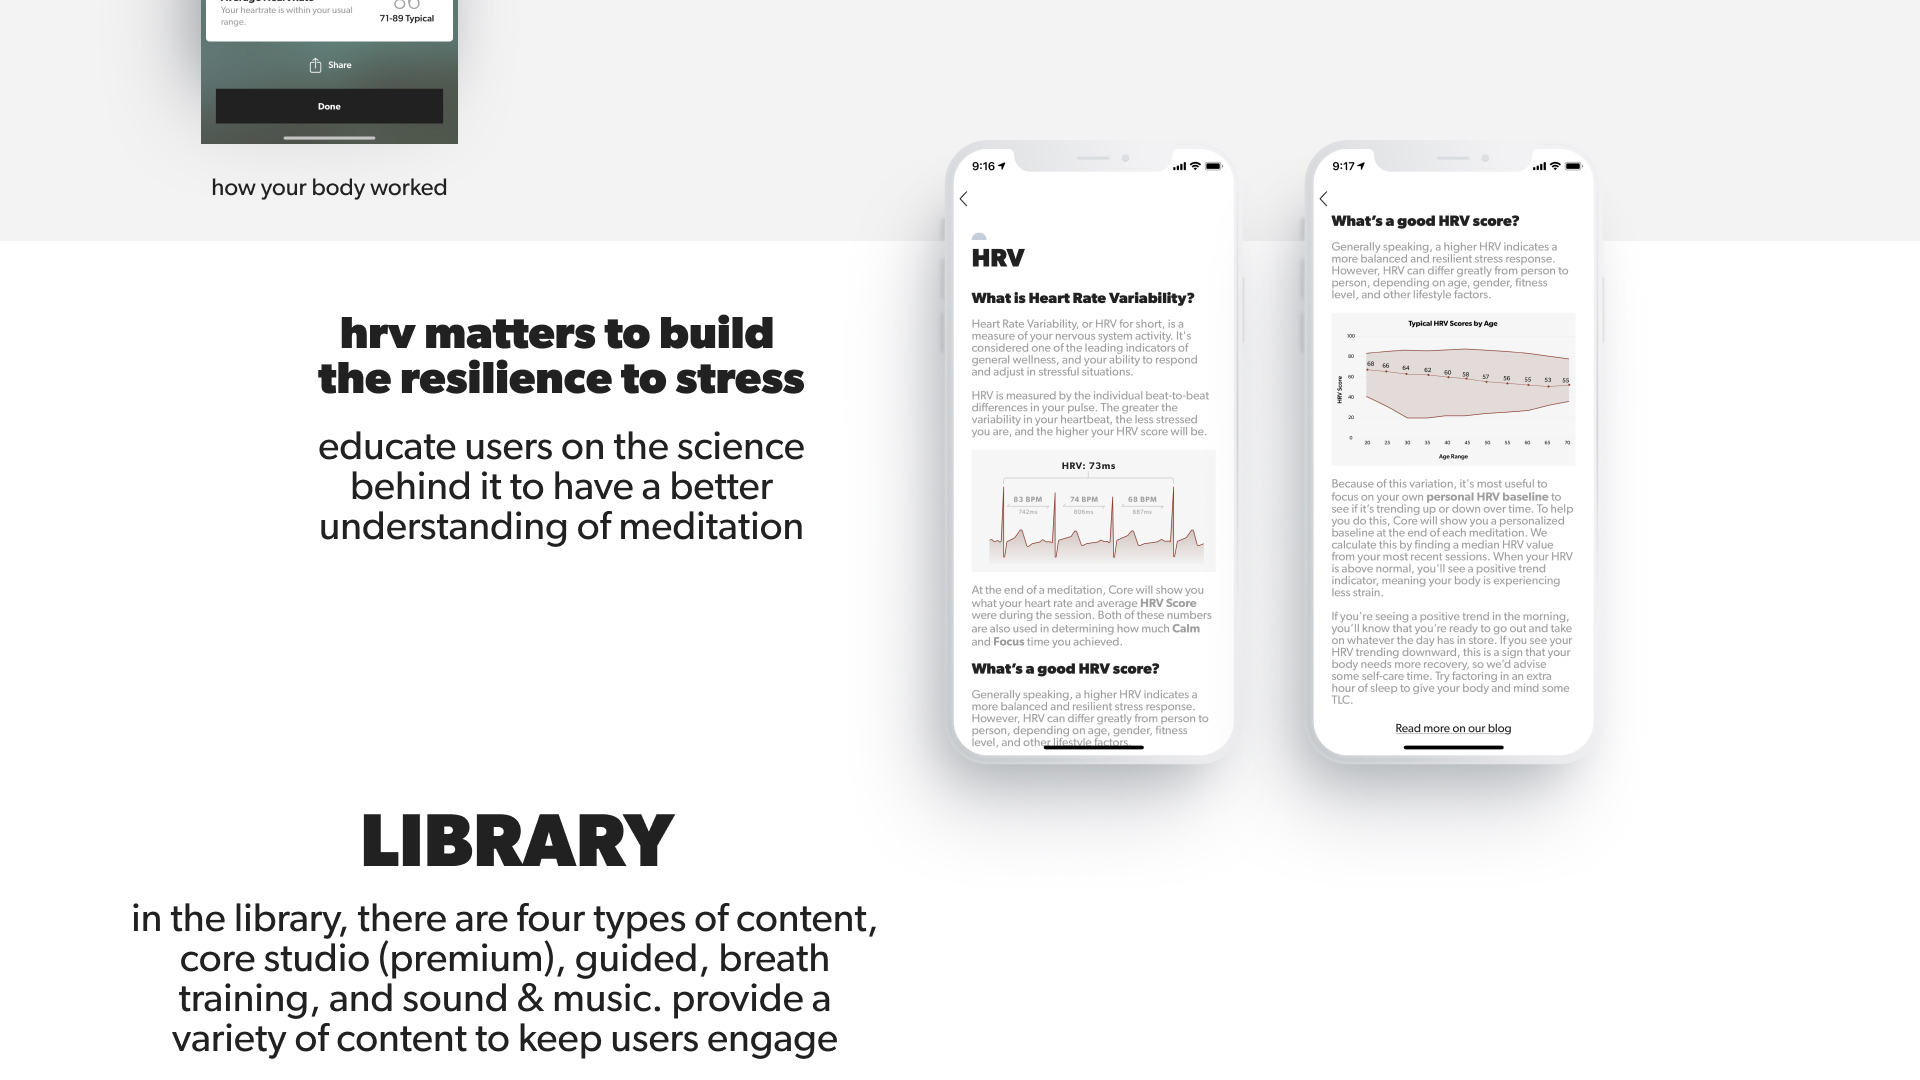 Your heartrate is within your usual
range.
71-89 Typical
Share
Done
how your body worked
hrv matters to build
the resilience to stress
educate users on the science
behind it to have a better
understanding of meditation
LIBRARY
in the library, there are four types of content,
core studio (premium), guided, breath
training, and sound & music. provide a
variety of content to keep users engage
9:16
HRV
What is Heart Rate Variability?
Heart Rate Variability, or HRV for short, is a
measure of your nervous system activity. It's
considered one of the leading indicators of
general wellness, and your ability to respond
and adjust in stressful situations.
HRV is measured by the individual beat-to-beat
differences in your pulse. The greater the
variability in your heartbeat, the less stressed
you are, and the higher your HRV score will be.
HRV: 73ms
83 BPM 74 BPM 68 BPM
742ms 806ms 887ms
At the end of a meditation, Core will show you
what your heart rate and average HRV Score
were during the session. Both of these numbers
are also used in determining how much Calm
and Focus time you achieved.
What's a good HRV score?
Generally speaking, a higher HRV indicates a
more balanced and resilient stress response.
However, HRV can differ greatly from person to
person, depending on age, gender, fitness
level, and other lifestyle factors.
9:17
What's a good HRV score?
Generally speaking, a higher HRV indicates a
more balanced and resilient stress response.
However, HRV can differ greatly from person to
person, depending on age, gender, fitness
level, and other lifestyle factors.
Typical HRV Scores by Age
100
80
60
40
20
0
HRV Score
68 66 64 62 60 58 57 56 55 53 55
20 25 30 35 40 45 50 55 60 65 70
Age Range
Because of this variation, it's most useful to
focus on your own personal HRV baseline to
see if it's trending up or down over time. To help
you do this, Core will show you a personalized
baseline at the end of each meditation. We
calculate this by finding a median HRV value
from your most recent sessions. When your HRV
is above normal, you'll see a positive trend
indicator, meaning your body is experiencing
less strain.
If you're seeing a positive trend in the morning,
you'll know that you're ready to go out and take
on whatever the day has in store. If you see your
HRV trending downward, this is a sign that your
body needs more recovery, so we'd advise
some self-care time. Try factoring in an extra
hour of sleep to give your body and mind some
TLC.
Read more on our blog